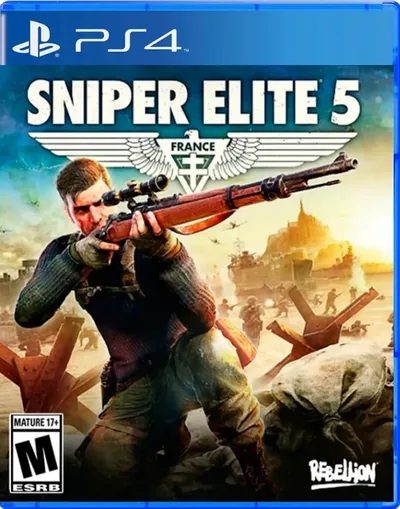 PS4
SNIPER ELITE 5
FRANCE
MATURE 17+
M
ESRB
REBELLION